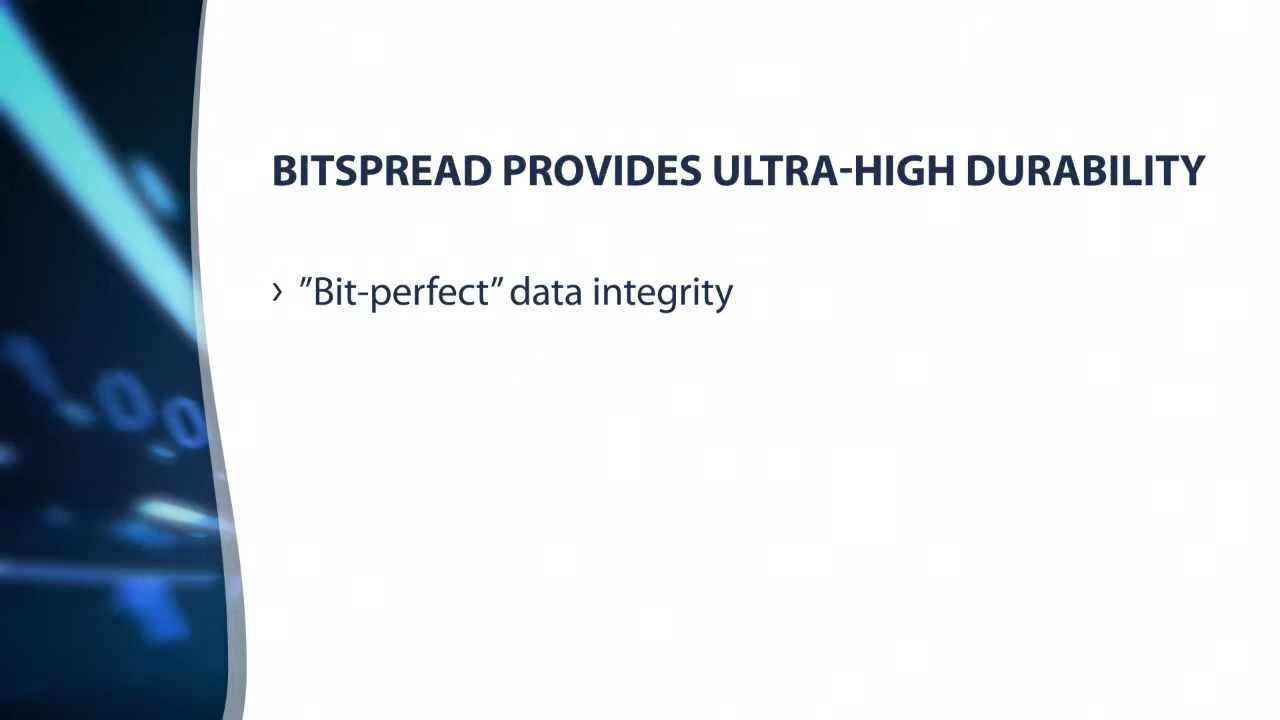 BITSPREAD PROVIDES ULTRA-HIGH DURABILITY
› ”Bit-perfect” data integrity